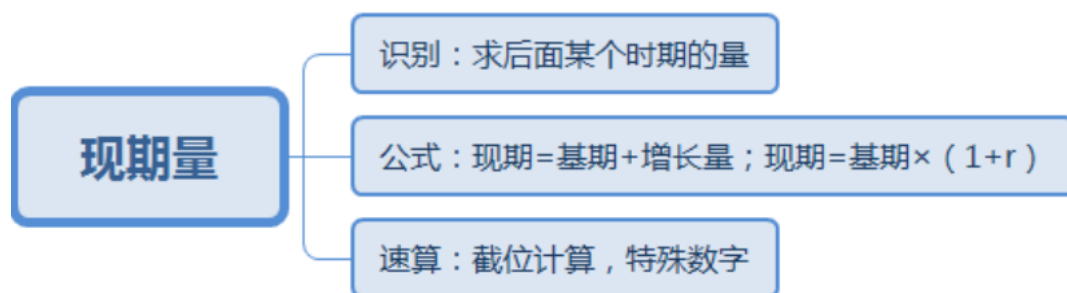 现期量
识别：求后面某个时期的量
公式：现期=基期+增长量；现期=基期×（1+r）
速算：截位计算，特殊数字